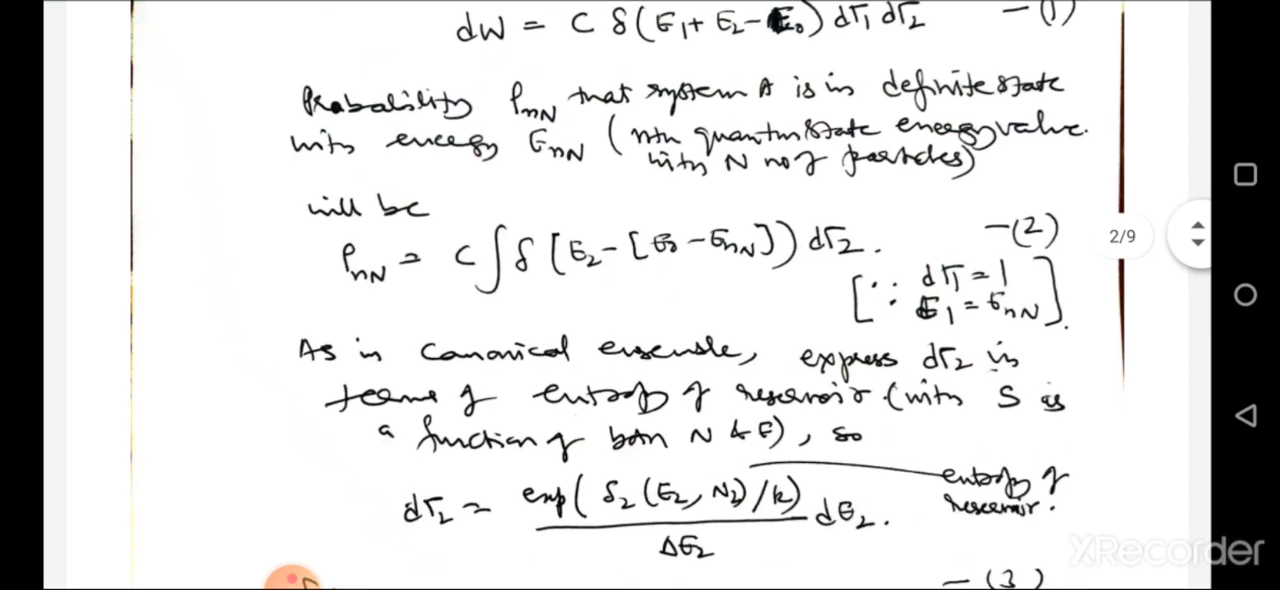 dW = C δ(E₁ + E₂ - E₀) dΓ₁ dΓ₂ —(1)
Probability PnN that system A is in definite state
with energy EnN ( nth quantum state energy value
with N no of particles)
will be
PnN = C ∫ δ [E₂ - [E₀ - EnN]) dΓ₂. —(2)
[∵ dΓ₁ = 1
E₁ = EnN].
2/9
As in canonical ensemble, express dΓ₂ in
terms of entropy of reservoir (with S is
a function of both N & E), so
dΓ₂ = exp( S₂ (E₂, N₂)/k) / ΔE₂ dE₂.
entropy of
reservoir.
—(3)
XRecorder